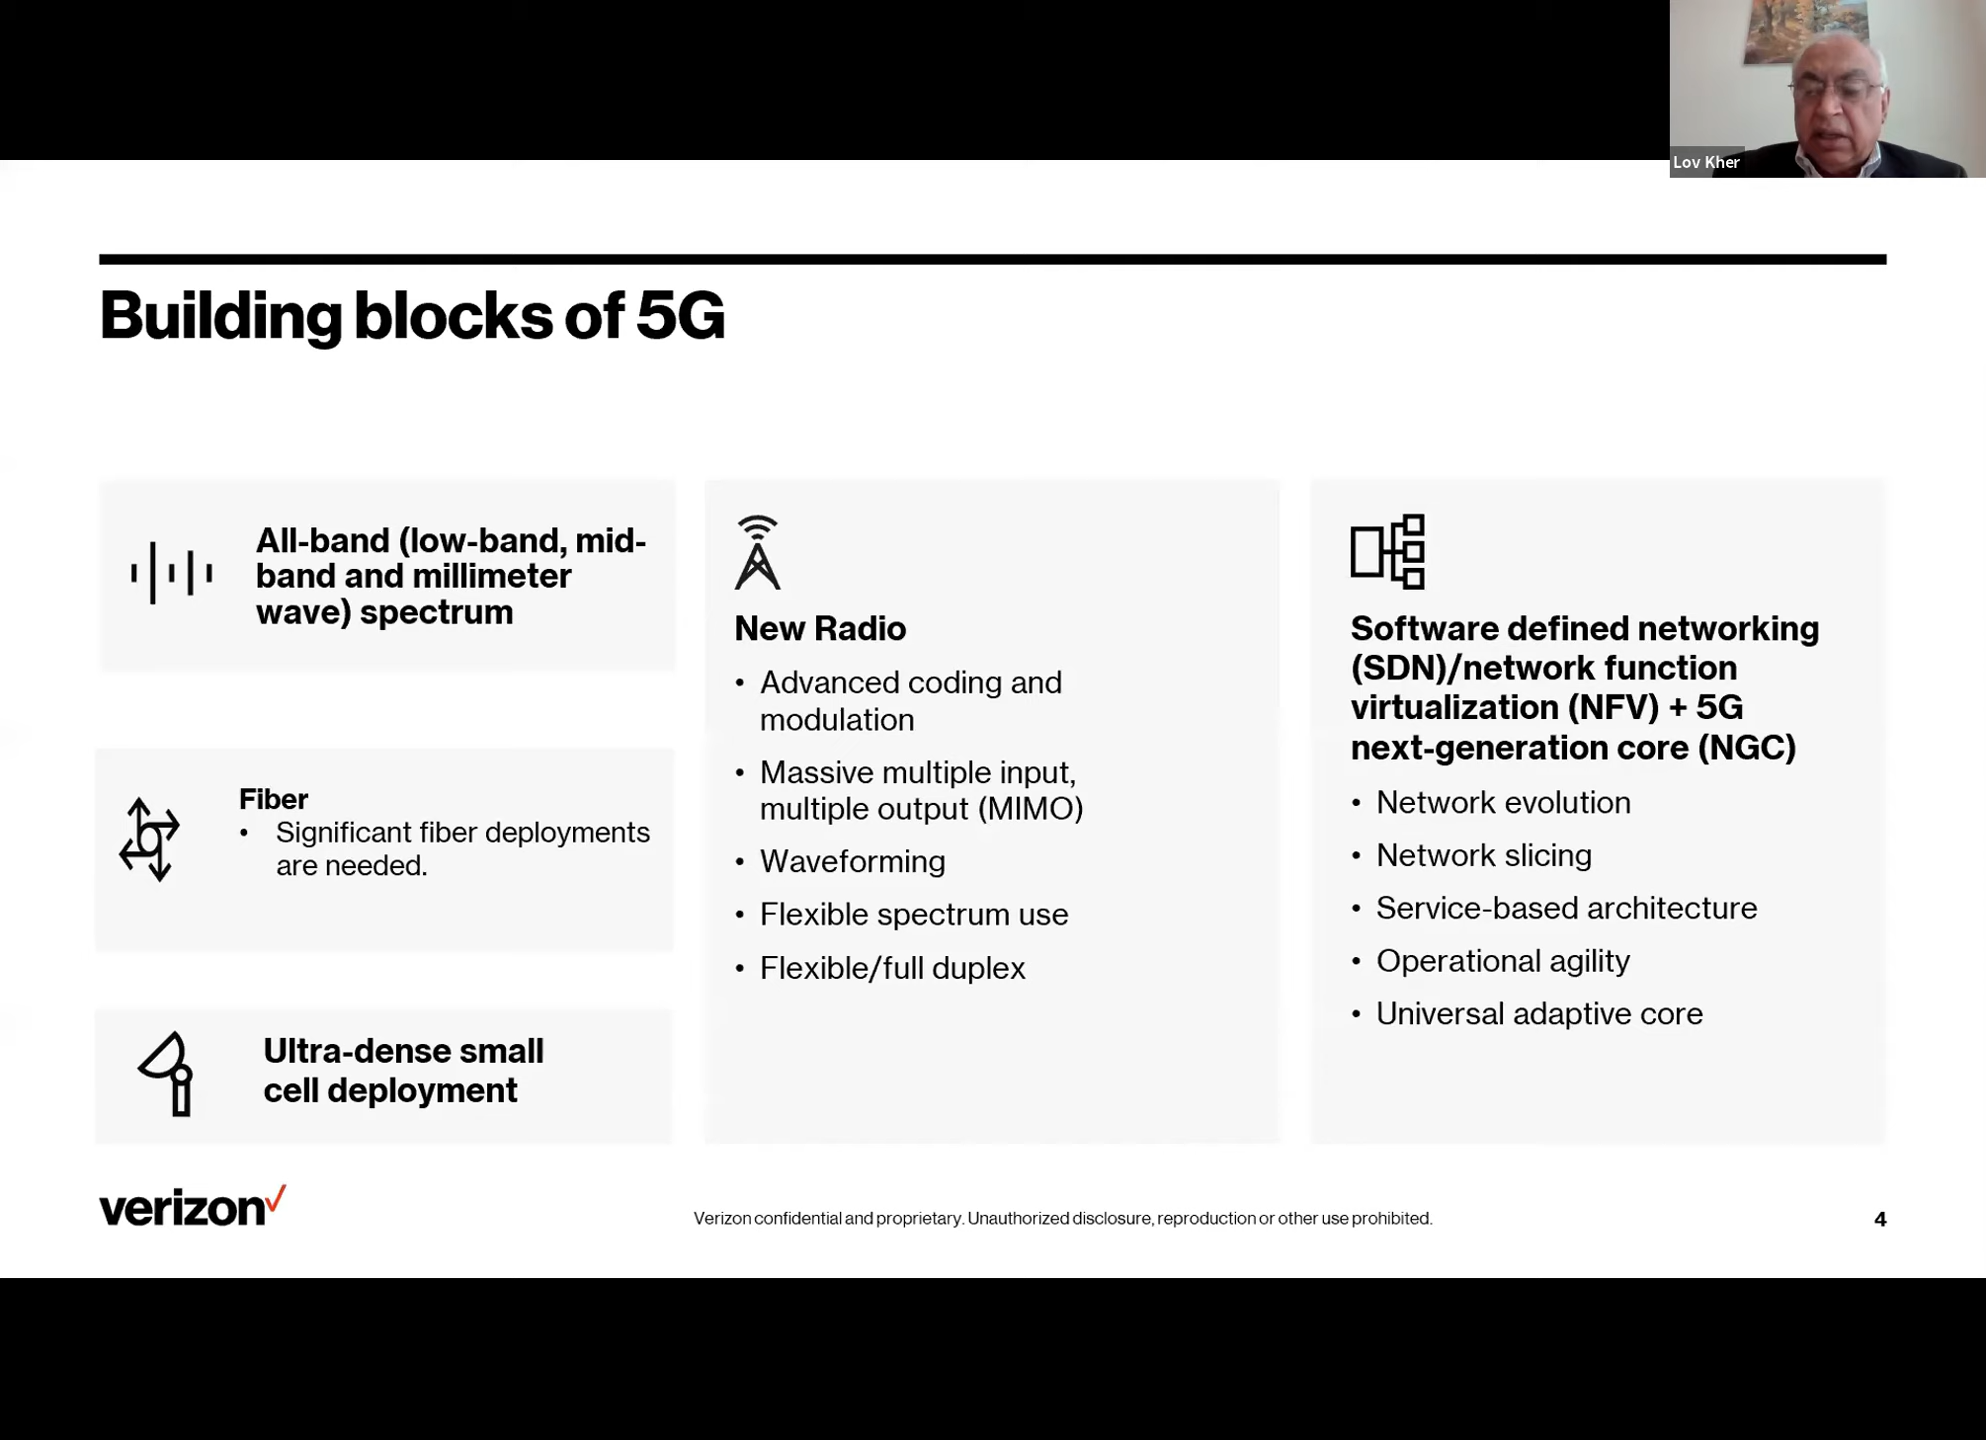 Lov Kher
Building blocks of 5G
All-band (low-band, mid-
band and millimeter
wave) spectrum
Fiber
• Significant fiber deployments
are needed.
Ultra-dense small
cell deployment
New Radio
• Advanced coding and
modulation
• Massive multiple input,
multiple output (MIMO)
• Waveforming
• Flexible spectrum use
• Flexible/full duplex
Software defined networking
(SDN)/network function
virtualization (NFV) + 5G
next-generation core (NGC)
• Network evolution
• Network slicing
• Service-based architecture
• Operational agility
• Universal adaptive core
verizon
Verizon confidential and proprietary. Unauthorized disclosure, reproduction or other use prohibited.
4